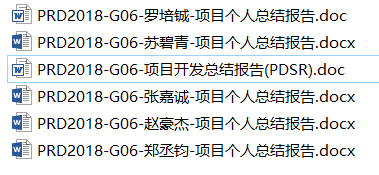 PRD2018-G06-罗培铖-项目个人总结报告.doc
PRD2018-G06-苏碧青-项目个人总结报告.docx
PRD2018-G06-项目开发总结报告(PDSR).doc
PRD2018-G06-张嘉诚-项目个人总结报告.docx
PRD2018-G06-赵豪杰-项目个人总结报告.docx
PRD2018-G06-郑丞钧-项目个人总结报告.docx